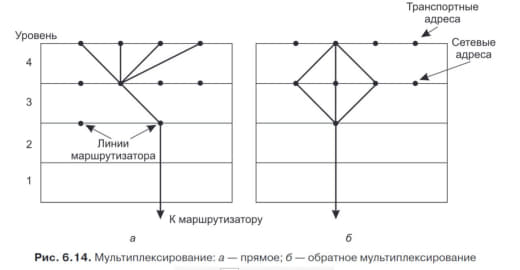 Транспортные
адреса
Уровень
Сетевые
адреса
4
3
2
1
Линии
маршрутизатора
К маршрутизатору
а
б
Рис. 6.14. Мультиплексирование: а — прямое; б — обратное мультиплексирование